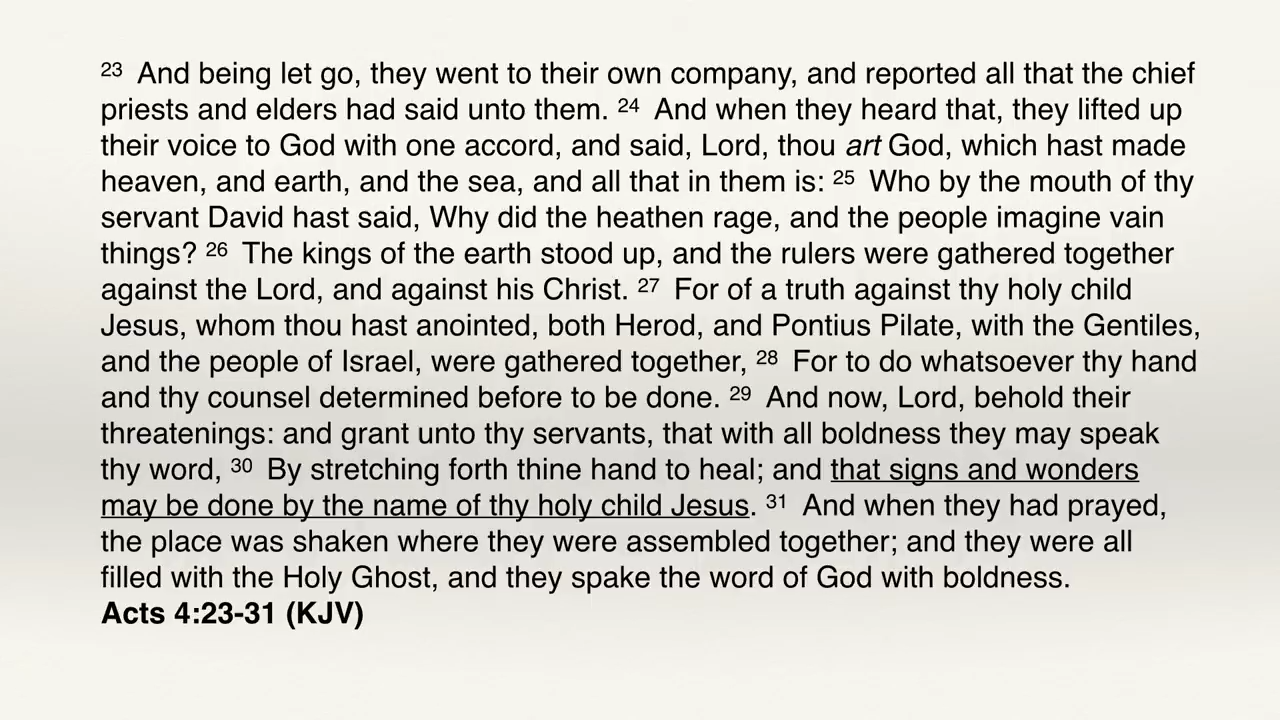 23 And being let go, they went to their own company, and reported all that the chief
priests and elders had said unto them. 24 And when they heard that, they lifted up
their voice to God with one accord, and said, Lord, thou art God, which hast made
heaven, and earth, and the sea, and all that in them is: 25 Who by the mouth of thy
servant David hast said, Why did the heathen rage, and the people imagine vain
things? 26 The kings of the earth stood up, and the rulers were gathered together
against the Lord, and against his Christ. 27 For of a truth against thy holy child
Jesus, whom thou hast anointed, both Herod, and Pontius Pilate, with the Gentiles,
and the people of Israel, were gathered together, 28 For to do whatsoever thy hand
and thy counsel determined before to be done. 29 And now, Lord, behold their
threatenings: and grant unto thy servants, that with all boldness they may speak
thy word, 30 By stretching forth thine hand to heal; and that signs and wonders
may be done by the name of thy holy child Jesus. 31 And when they had prayed,
the place was shaken where they were assembled together; and they were all
filled with the Holy Ghost, and they spake the word of God with boldness.
Acts 4:23-31 (KJV)